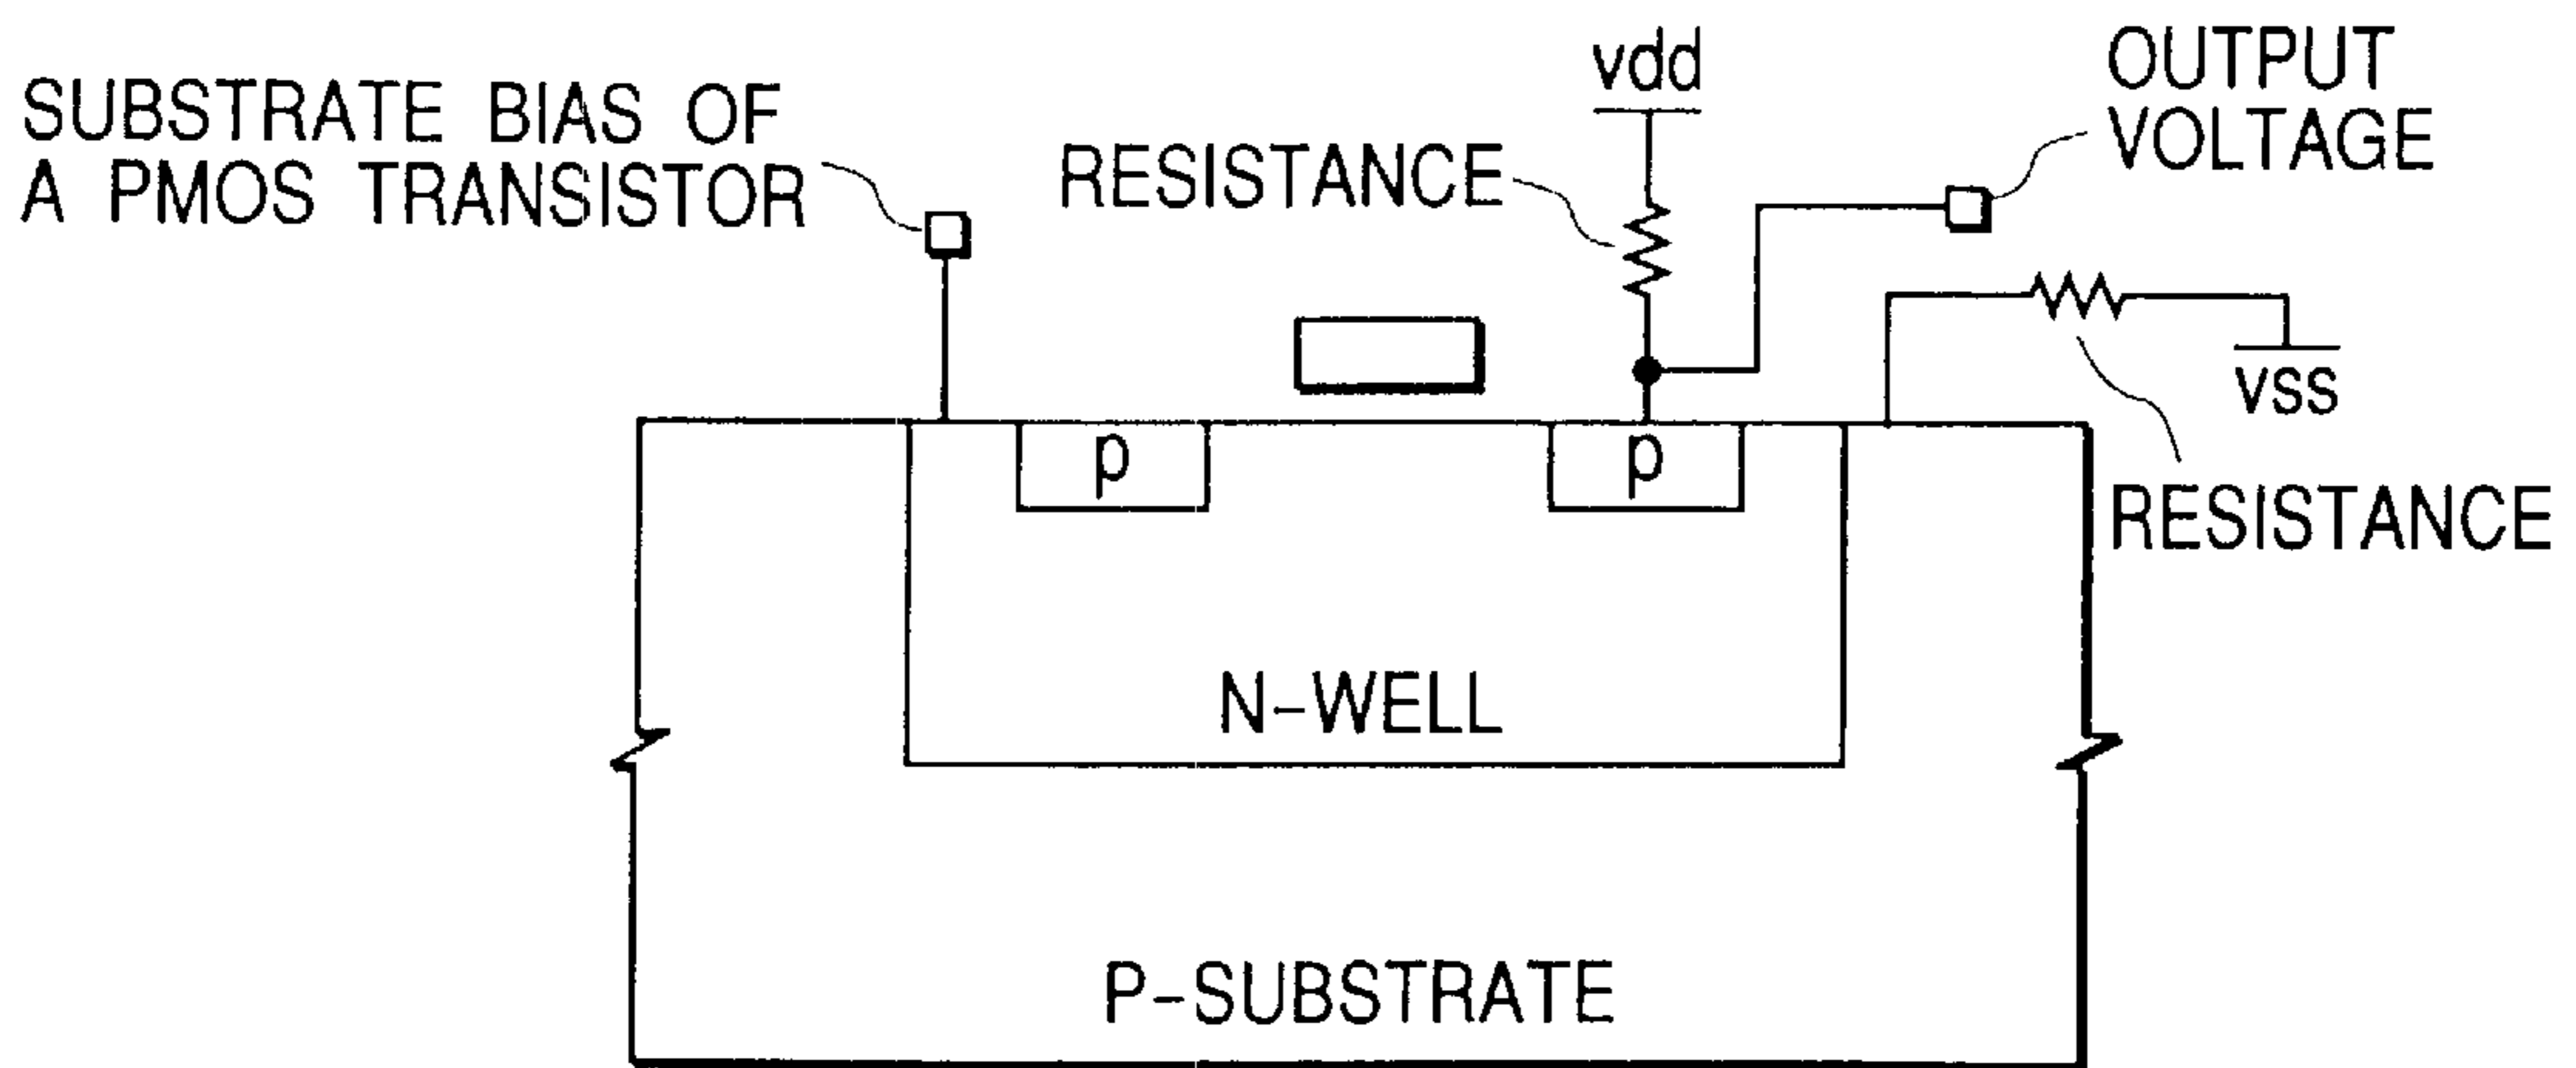 SUBSTRATE BIAS OF
A PMOS TRANSISTOR
vdd
RESISTANCE
OUTPUT
VOLTAGE
vss
RESISTANCE
p
p
N-WELL
P-SUBSTRATE